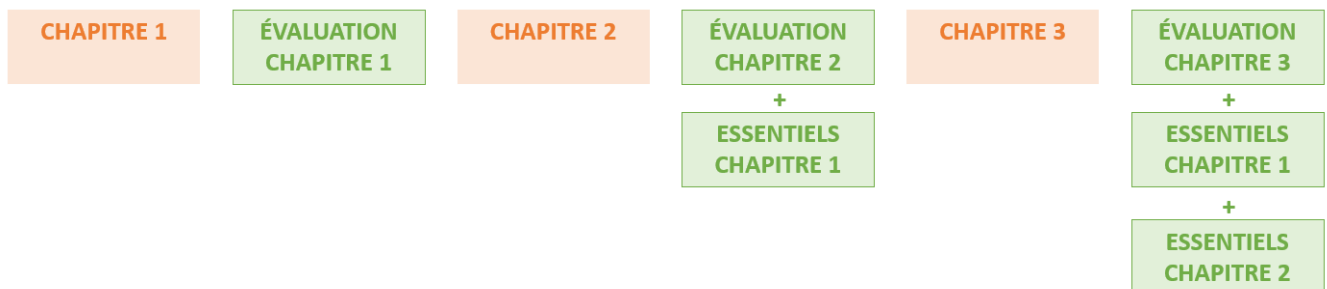 CHAPITRE 1
ÉVALUATION
CHAPITRE 1
CHAPITRE 2
ÉVALUATION
CHAPITRE 2
+
ESSENTIELS
CHAPITRE 1
CHAPITRE 3
ÉVALUATION
CHAPITRE 3
+
ESSENTIELS
CHAPITRE 1
+
ESSENTIELS
CHAPITRE 2